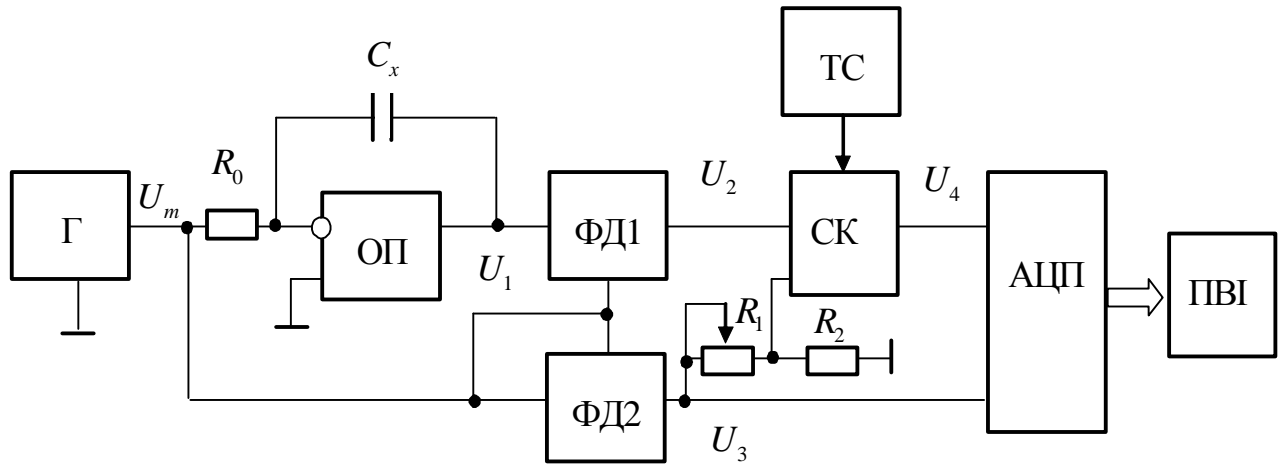 C_x
ТС
R_0
U_m
U_2
U_4
Г
ОП
ФД1
СК
АЦП
ПВІ
U_1
R_1
R_2
ФД2
U_3